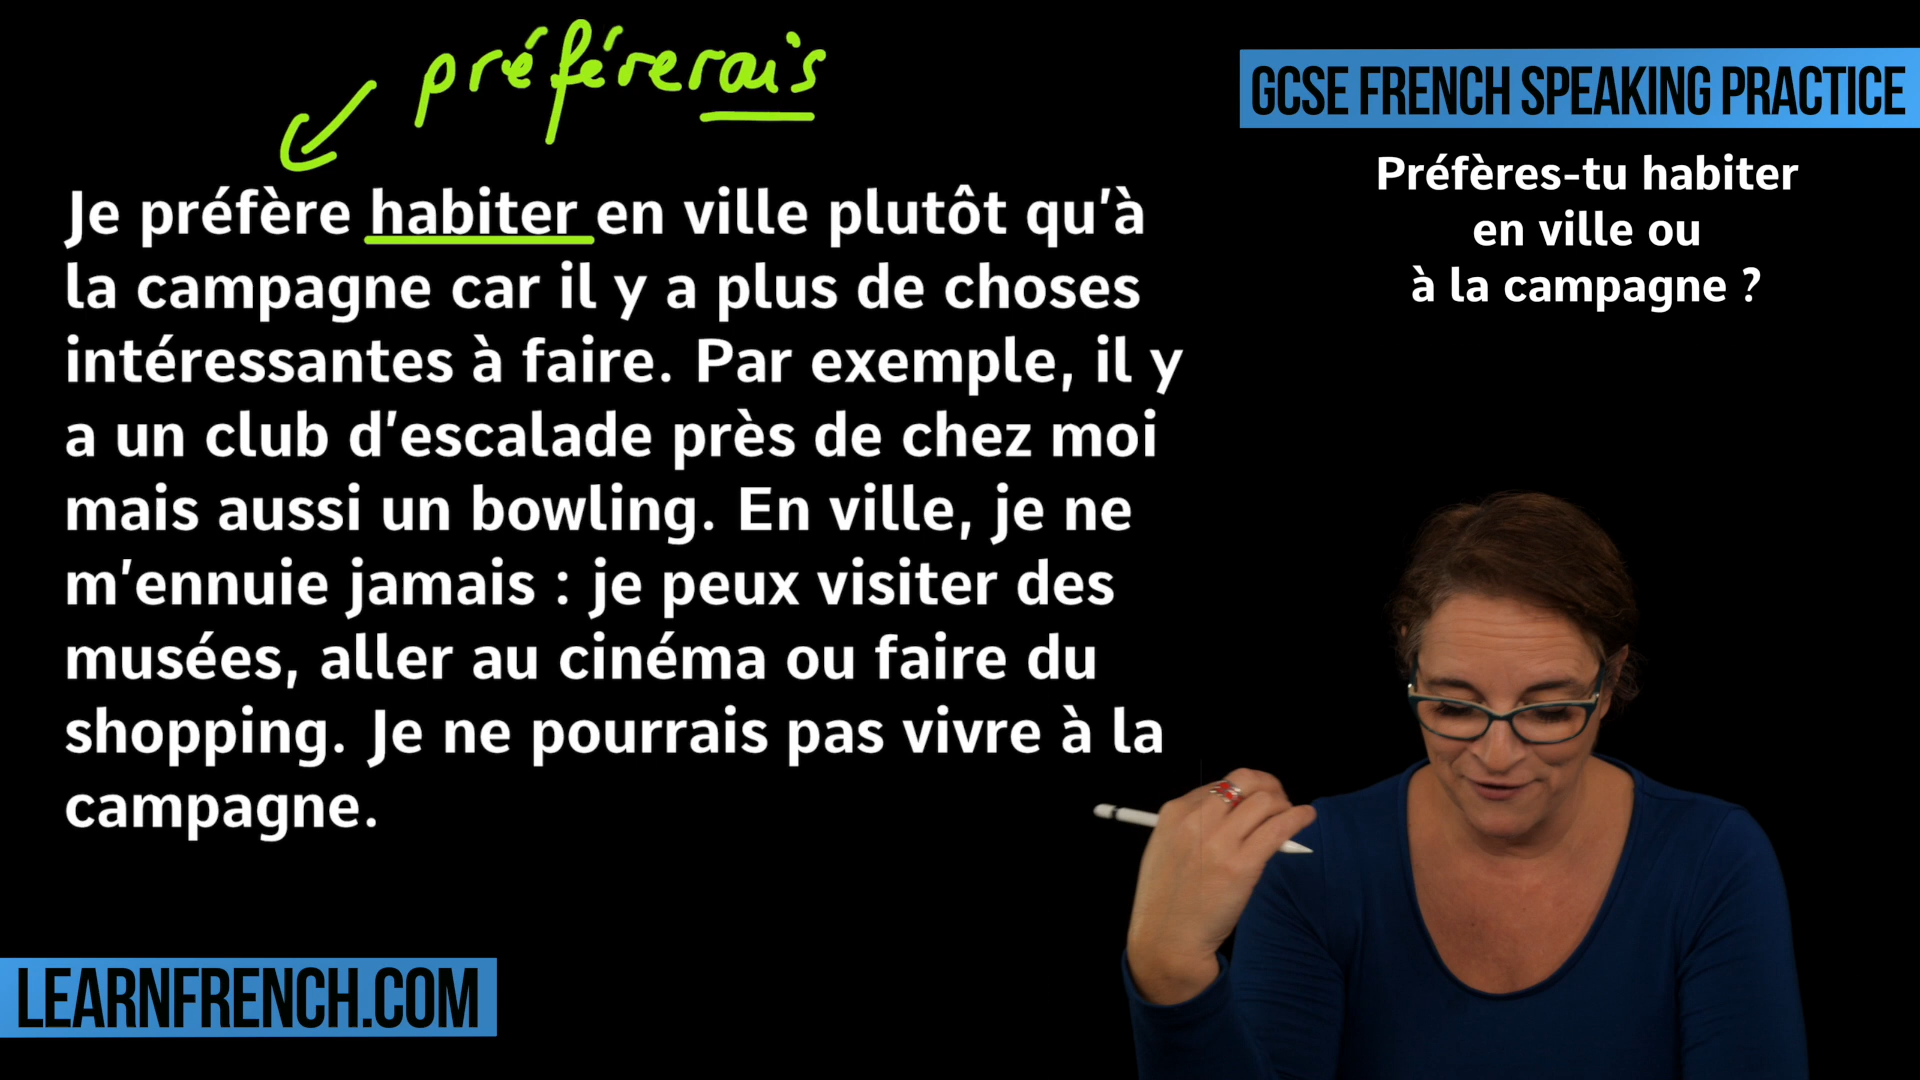 préférerais
GCSE FRENCH SPEAKING PRACTICE
Préfères-tu habiter
en ville ou
à la campagne ?
Je préfère habiter en ville plutôt qu’à
la campagne car il y a plus de choses
intéressantes à faire. Par exemple, il y
a un club d’escalade près de chez moi
mais aussi un bowling. En ville, je ne
m’ennuie jamais : je peux visiter des
musées, aller au cinéma ou faire du
shopping. Je ne pourrais pas vivre à la
campagne.
LEARNFRENCH.COM